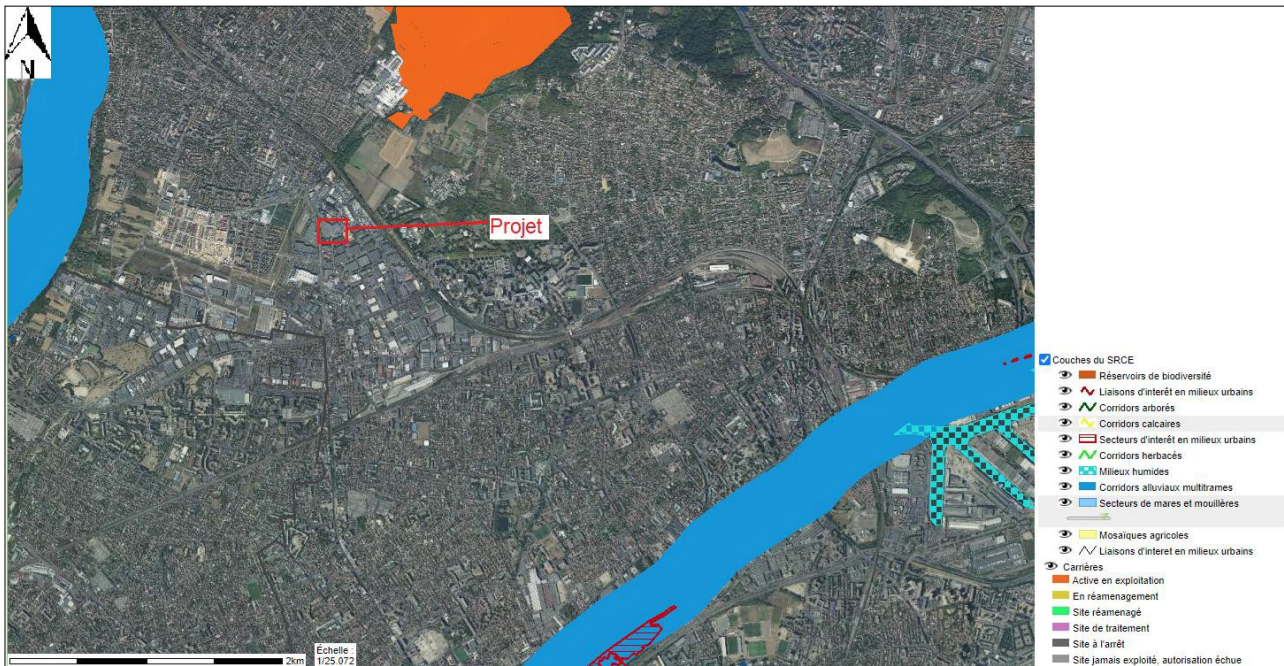 N
Projet
Couches du SRCE
Réservoirs de biodiversité
Liaisons d'interêt en milieux urbains
Corridors arborés
Corridors calcaires
Secteurs d'interêt en milieux urbains
Corridors herbacés
Milieux humides
Corridors alluviaux multitrames
Secteurs de mares et mouillères
Mosaïques agricoles
Liaisons d'interet en milieux urbains
Carrières
Active en exploitation
En réamenagement
Site réamenagé
Site de traitement
Site à l'arrêt
Site jamais exploité, autorisation échue
2km
Échelle :
1/25.072